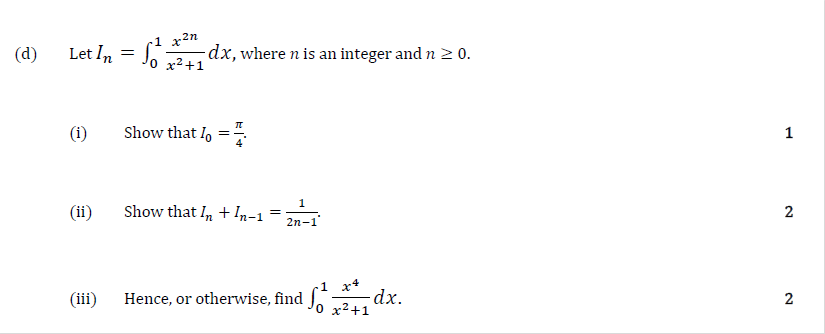 (d) Let $I_n = \int_0^1 \frac{x^{2n}}{x^2+1} dx$, where $n$ is an integer and $n \geq 0$.
(i) Show that $I_0 = \frac{\pi}{4}$. 1
(ii) Show that $I_n + I_{n-1} = \frac{1}{2n-1}$. 2
(iii) Hence, or otherwise, find $\int_0^1 \frac{x^4}{x^2+1} dx$. 2